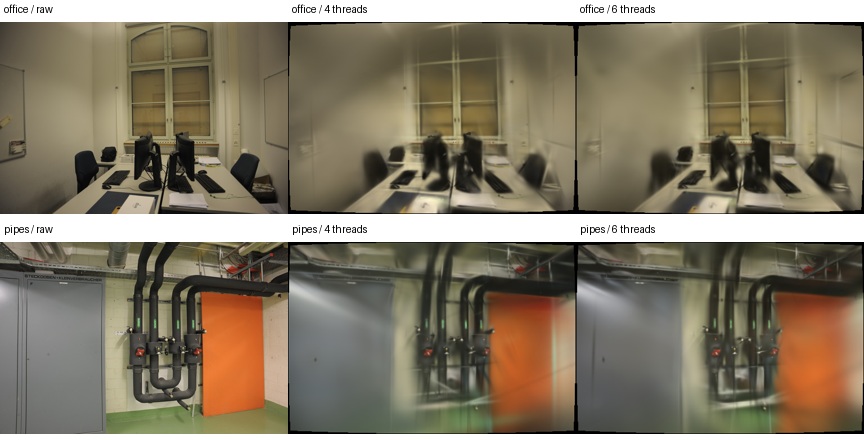 office / raw
office / 4 threads
office / 6 threads
pipes / raw
pipes / 4 threads
pipes / 6 threads